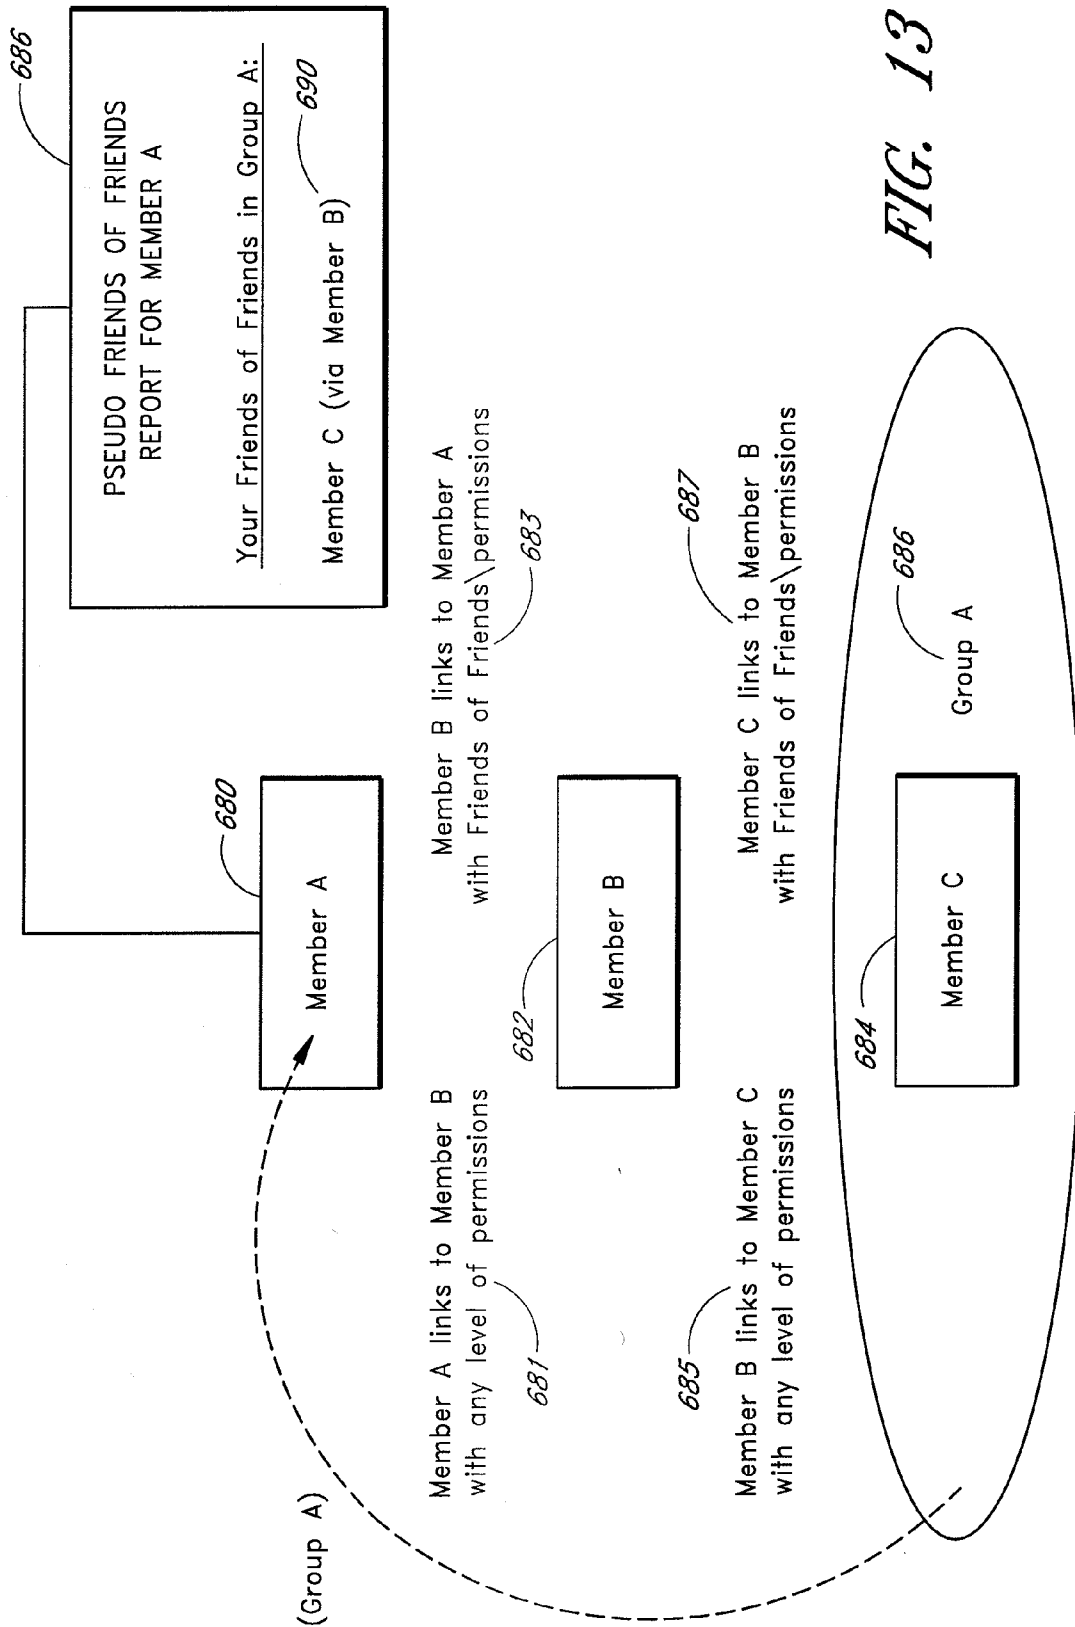 686
PSEUDO FRIENDS OF FRIENDS
REPORT FOR MEMBER A
Your Friends of Friends in Group A:
Member C (via Member B)
690
(Group A)
680
Member A
Member A links to Member B
with any level of permissions
681
Member B links to Member A
with Friends of Friends\permissions
683
682
Member B
Member B links to Member C
with any level of permissions
685
Member C links to Member B
with Friends of Friends\permissions
687
684
Member C
Group A
686
FIG. 13